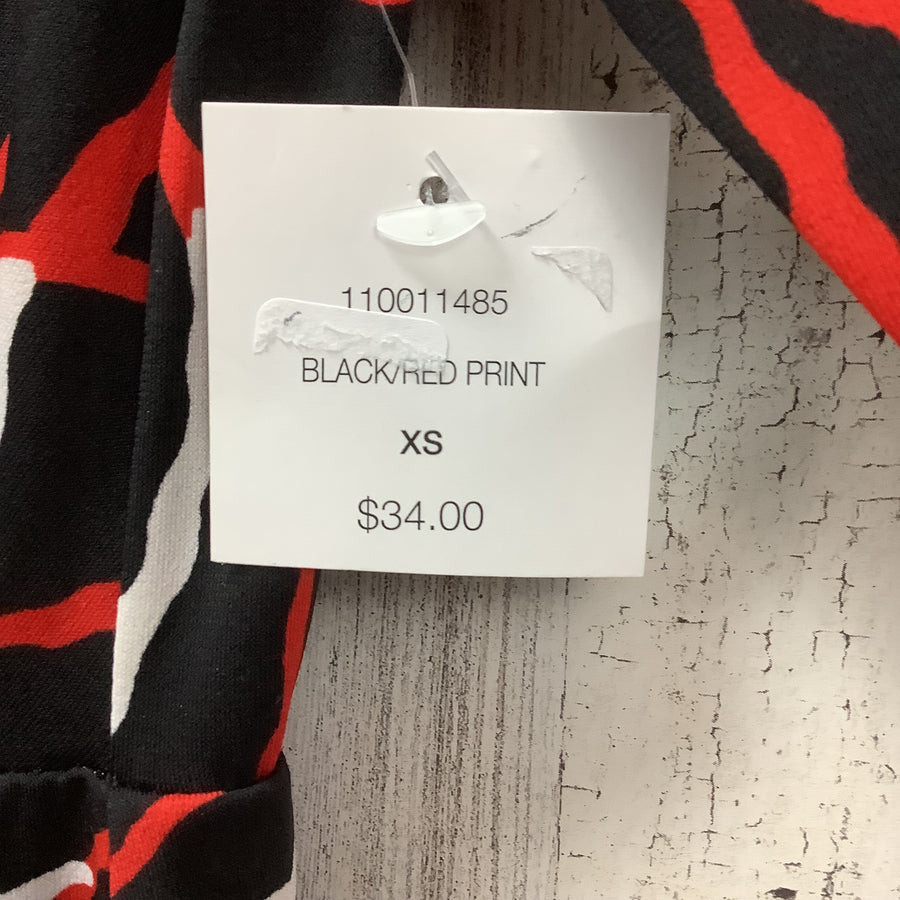 110011485
BLACK/RED PRINT
XS
$34.00